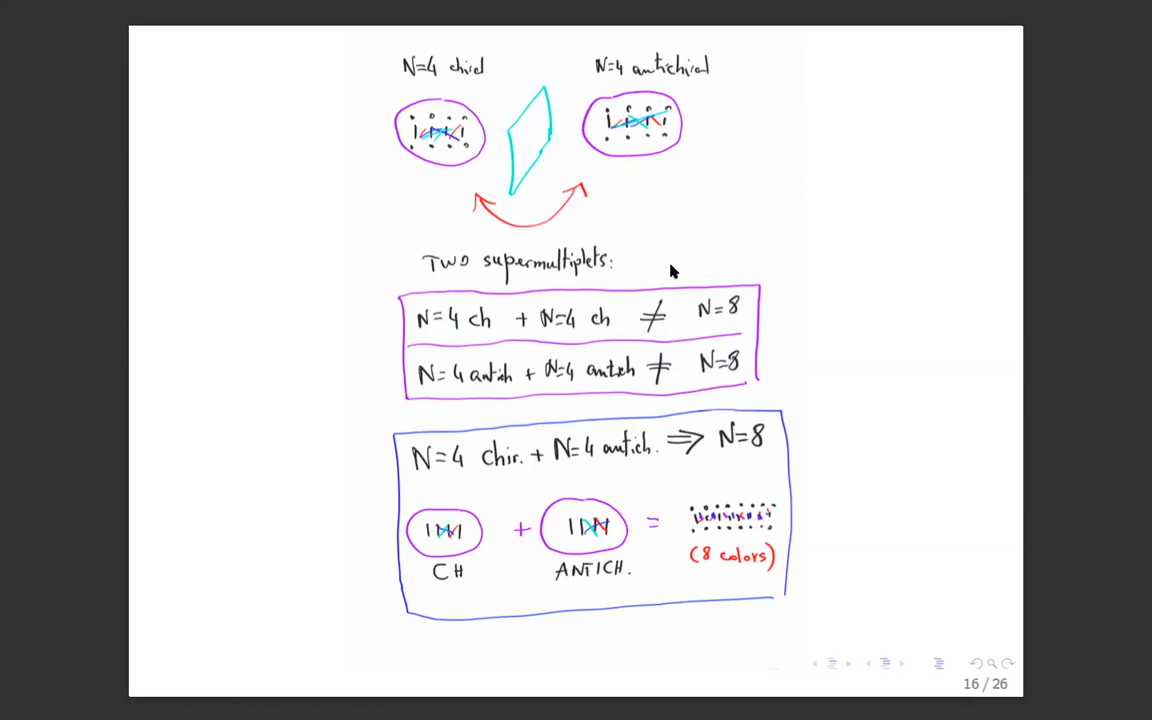 N=4 chiral N=4 antichiral
TWO supermultiplets:
N=4 ch + N=4 ch ≠ N=8
N=4 antich + N=4 antich ≠ N=8
N=4 chir. + N=4 antich. ⇒ N=8
+ =
(8 colors)
CH ANTICH.
16 / 26